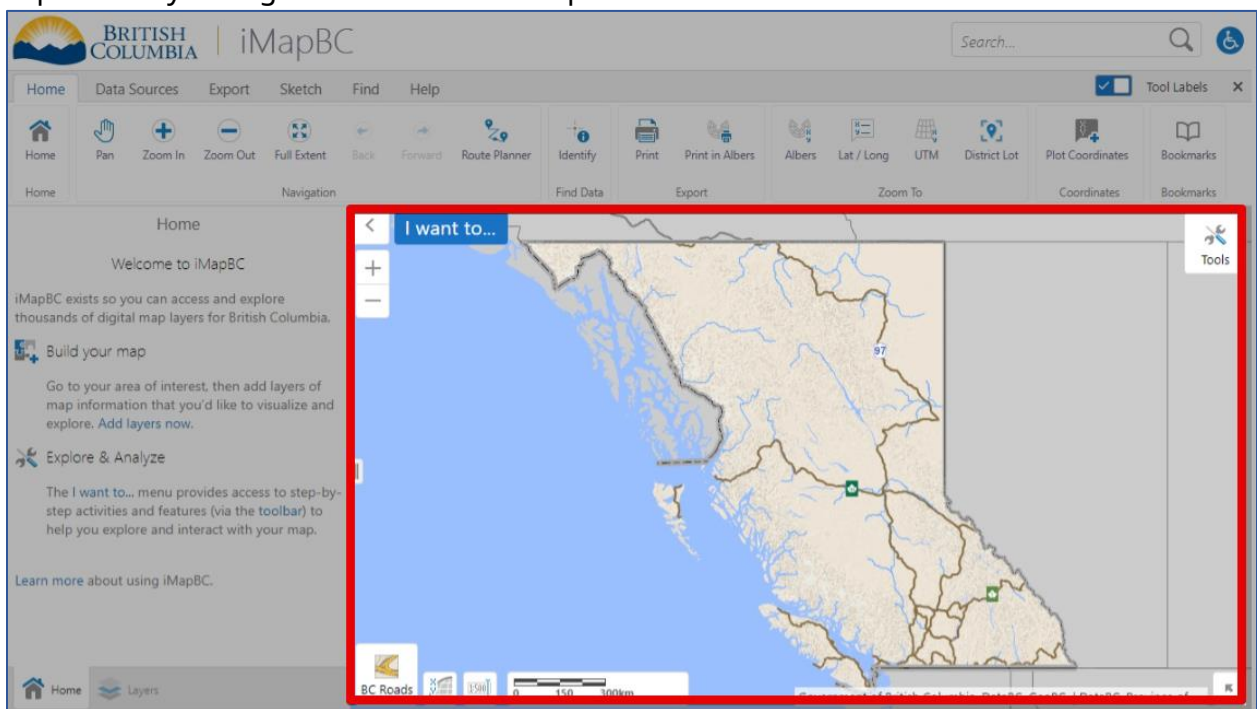 BRITISH
COLUMBIA
iMapBC
Search...
Home Data Sources Export Sketch Find Help
Tool Labels
Home Pan Zoom In Zoom Out Full Extent Back Forward Route Planner Identify Print Print in Albers Albers Lat / Long UTM District Lot Plot Coordinates Bookmarks
Home Navigation Find Data Export Zoom To Coordinates Bookmarks
Home
Welcome to iMapBC
iMapBC exists so you can access and explore
thousands of digital map layers for British Columbia.
Build your map
Go to your area of interest, then add layers of
map information that you'd like to visualize and
explore. Add layers now.
Explore & Analyze
The I want to... menu provides access to step-by-
step activities and features (via the toolbar) to
help you explore and interact with your map.
Learn more about using iMapBC.
Home Layers
I want to...
Tools
97
BC Roads
0 150 300km